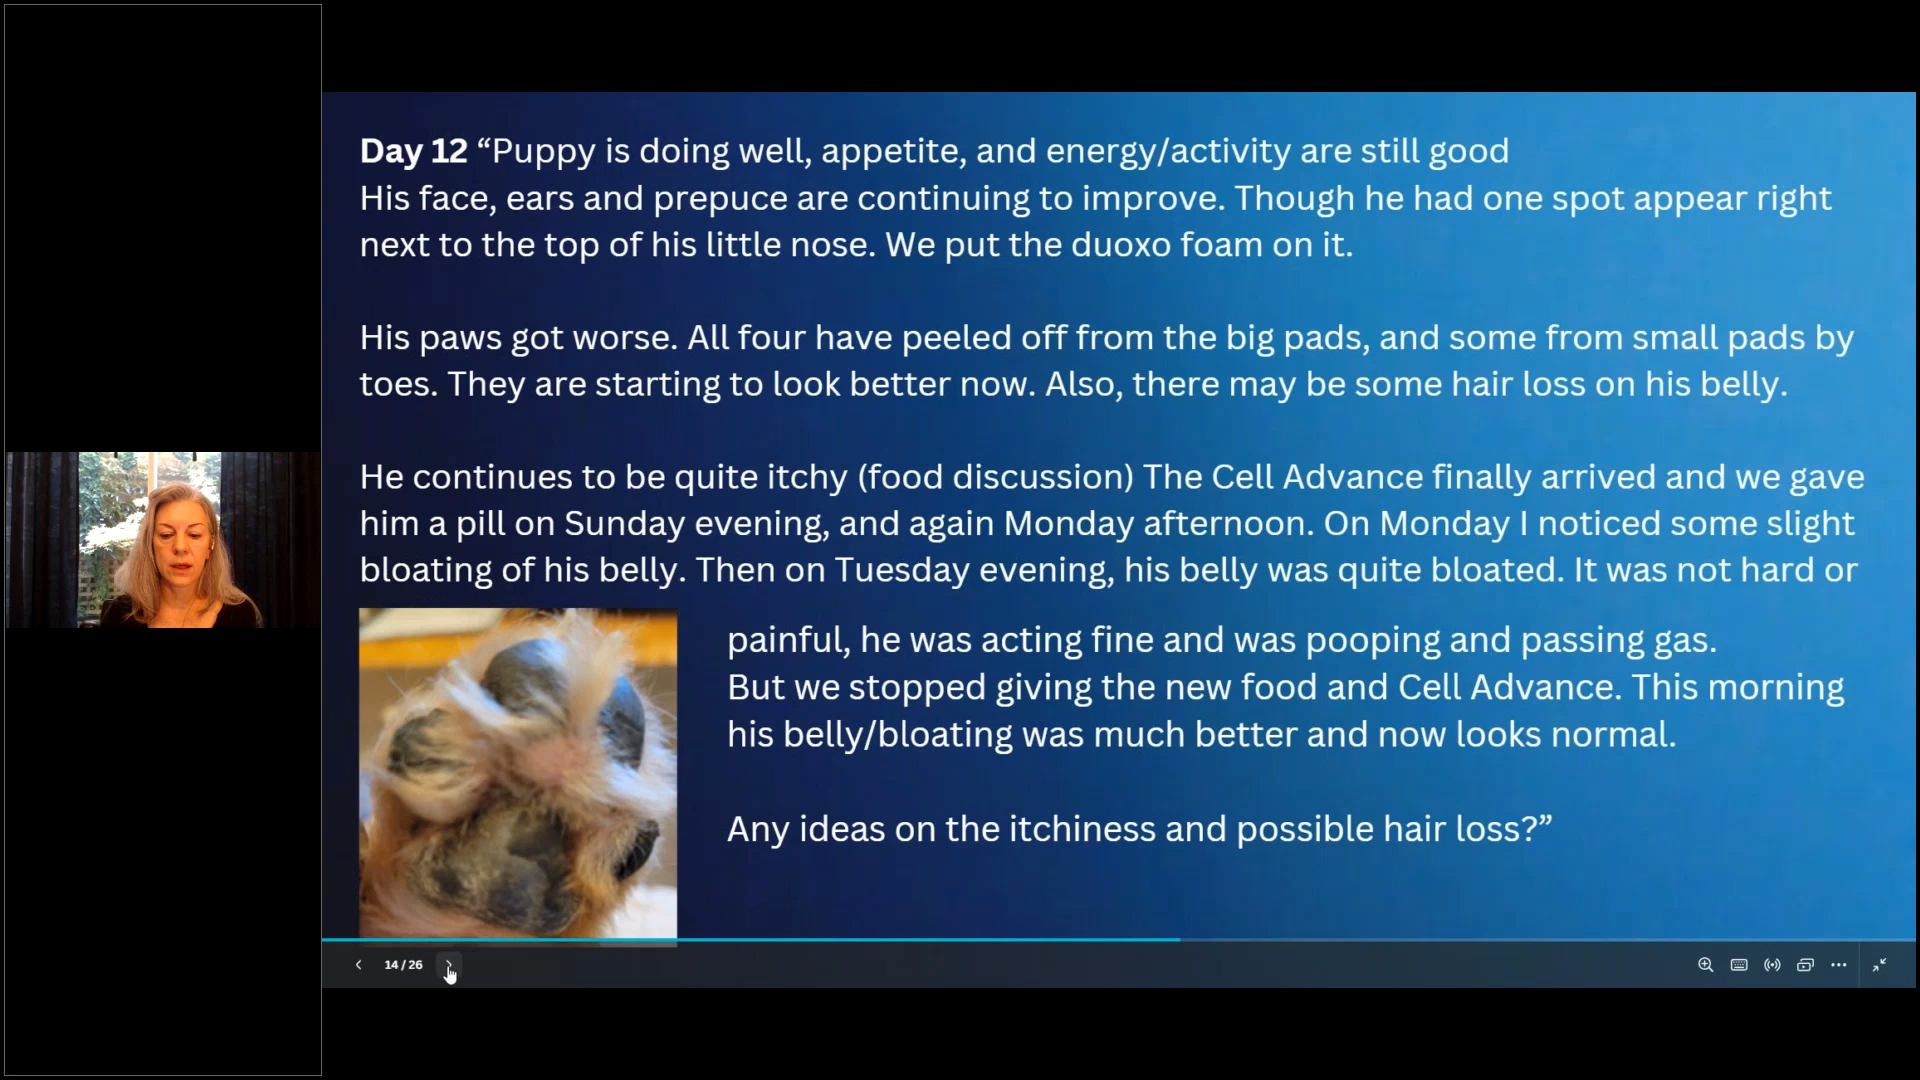 Day 12 “Puppy is doing well, appetite, and energy/activity are still good
His face, ears and prepuce are continuing to improve. Though he had one spot appear right
next to the top of his little nose. We put the duoxo foam on it.
His paws got worse. All four have peeled off from the big pads, and some from small pads by
toes. They are starting to look better now. Also, there may be some hair loss on his belly.
He continues to be quite itchy (food discussion) The Cell Advance finally arrived and we gave
him a pill on Sunday evening, and again Monday afternoon. On Monday I noticed some slight
bloating of his belly. Then on Tuesday evening, his belly was quite bloated. It was not hard or
painful, he was acting fine and was pooping and passing gas.
But we stopped giving the new food and Cell Advance. This morning
his belly/bloating was much better and now looks normal.
Any ideas on the itchiness and possible hair loss?”
14 / 26